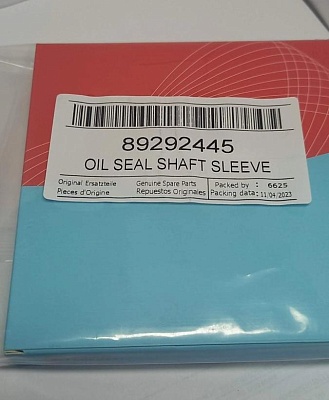 89292445
OIL SEAL SHAFT SLEEVE
Original Ersatzteile Genuine Spare Parts Packed by : 6625
Pieces d'Origine Repuestos Originales Packing data: 11/04/2023